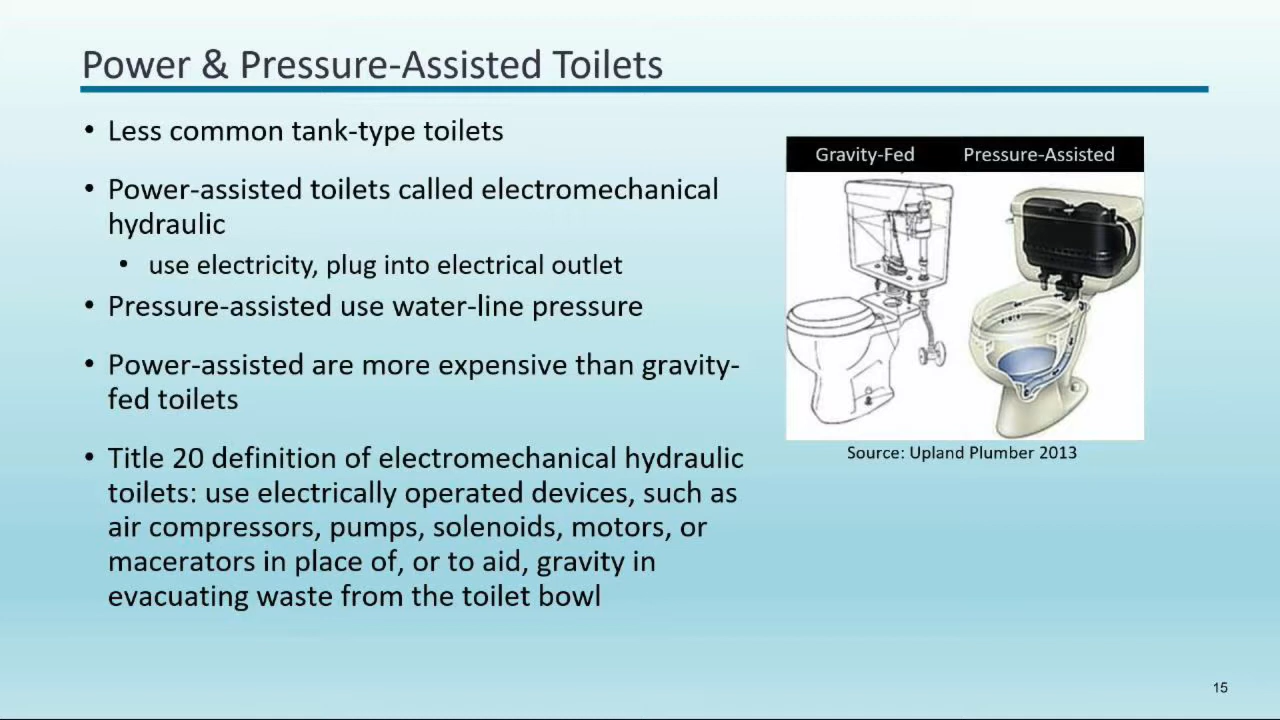 Power & Pressure-Assisted Toilets
• Less common tank-type toilets
• Power-assisted toilets called electromechanical
hydraulic
• use electricity, plug into electrical outlet
• Pressure-assisted use water-line pressure
• Power-assisted are more expensive than gravity-
fed toilets
• Title 20 definition of electromechanical hydraulic
toilets: use electrically operated devices, such as
air compressors, pumps, solenoids, motors, or
macerators in place of, or to aid, gravity in
evacuating waste from the toilet bowl
Gravity-Fed Pressure-Assisted
Source: Upland Plumber 2013
15